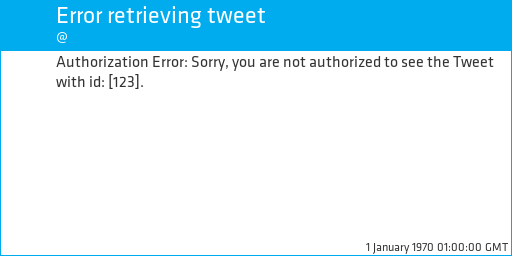 Error retrieving tweet
@
Authorization Error: Sorry, you are not authorized to see the Tweet
with id: [123].
1 January 1970 01:00:00 GMT